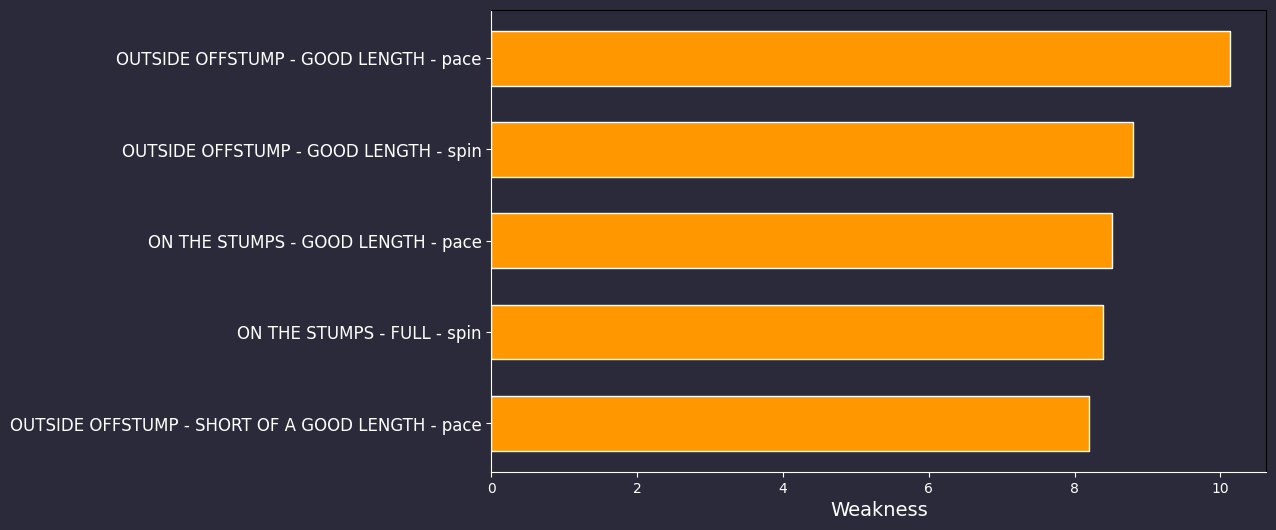 OUTSIDE OFFSTUMP - GOOD LENGTH - pace
OUTSIDE OFFSTUMP - GOOD LENGTH - spin
ON THE STUMPS - GOOD LENGTH - pace
ON THE STUMPS - FULL - spin
OUTSIDE OFFSTUMP - SHORT OF A GOOD LENGTH - pace
0 2 4 6 8 10
Weakness